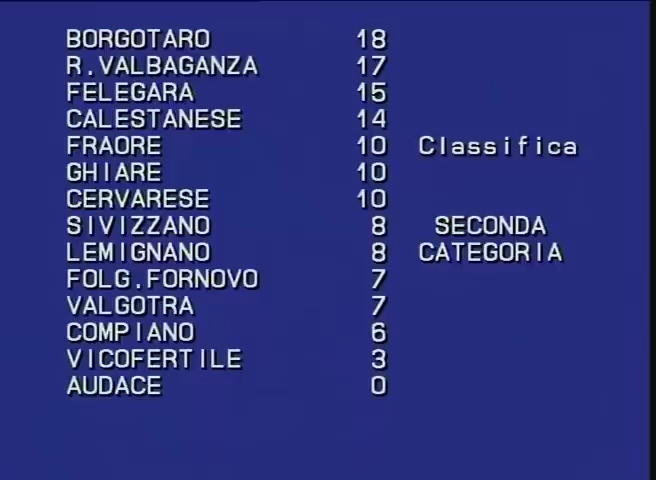 BORGOTARO 18
R.VALBAGANZA 17
FELEGARA 15
CALESTANESE 14
FRAORE 10 Classifica
GHIARE 10
CERVARESE 10
SIVIZZANO 8 SECONDA
LEMIGNANO 8 CATEGORIA
FOLG.FORNOVO 7
VALGOTRA 7
COMPIANO 6
VICOFERTILE 3
AUDACE 0